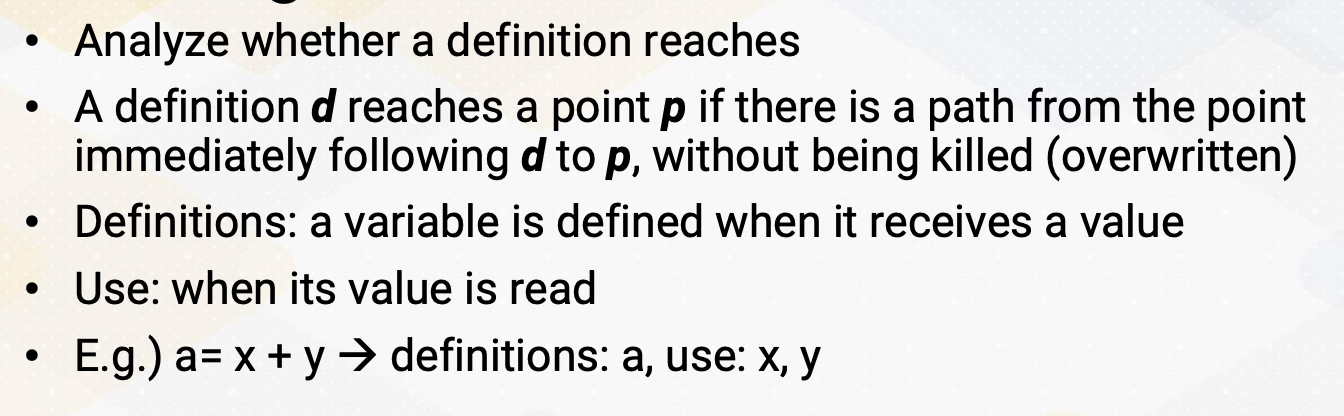 • Analyze whether a definition reaches
• A definition d reaches a point p if there is a path from the point
immediately following d to p, without being killed (overwritten)
• Definitions: a variable is defined when it receives a value
• Use: when its value is read
• E.g.) a= x + y → definitions: a, use: x, y